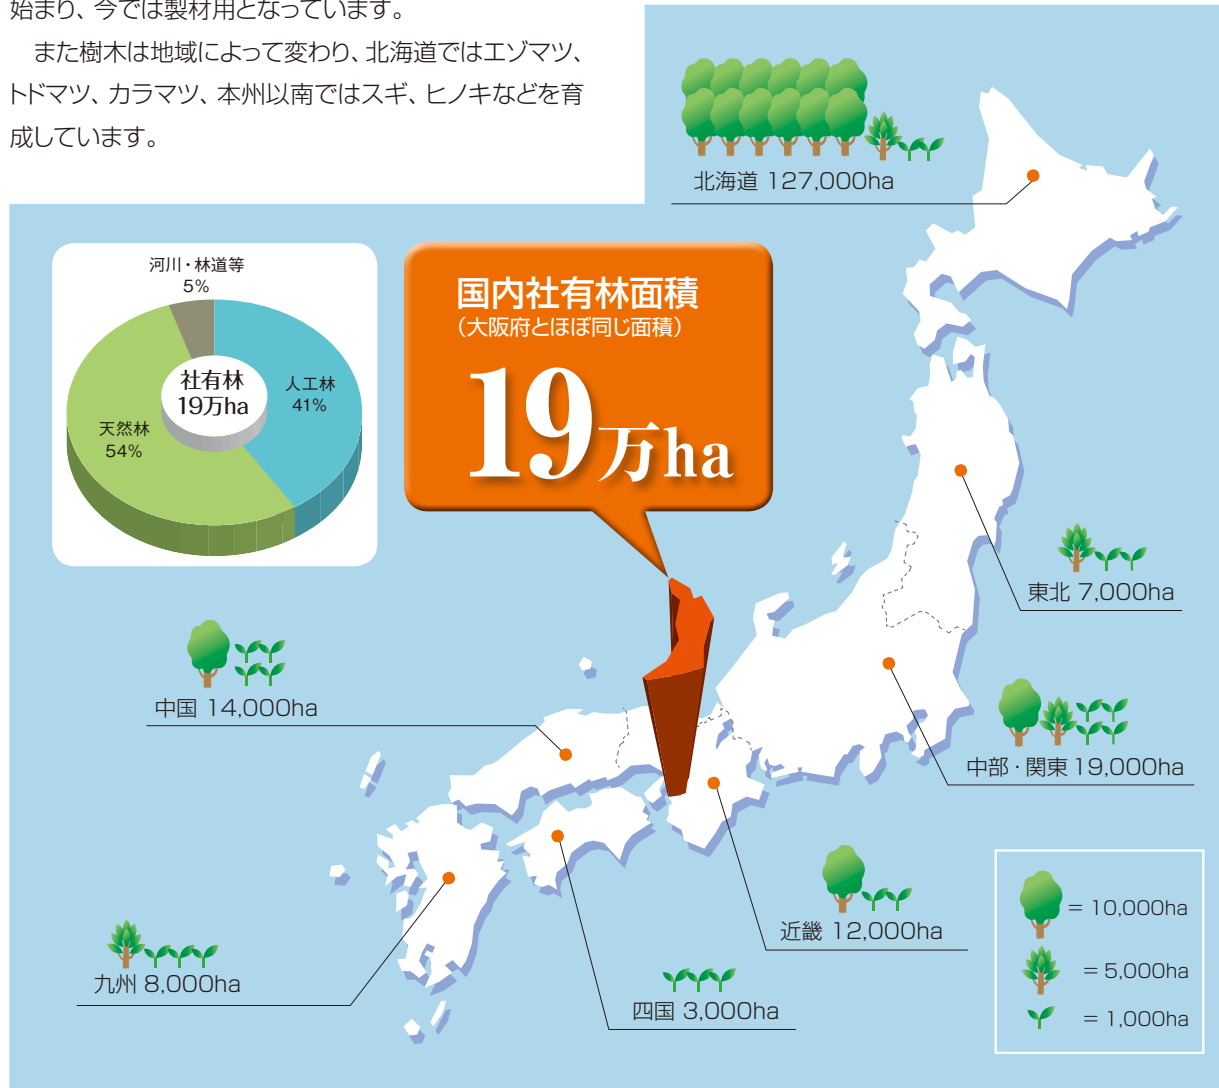 始まり、今では製材用となっています。
また樹木は地域によって変わり、北海道ではエゾマツ、
トドマツ、カラマツ、本州以南ではスギ、ヒノキなどを育
成しています。
北海道 127,000ha
河川・林道等
5%
社有林
19万ha
人工林
41%
天然林
54%
国内社有林面積
(大阪府とほぼ同じ面積)
19万ha
東北 7,000ha
中国 14,000ha
中部・関東 19,000ha
近畿 12,000ha
九州 8,000ha
四国 3,000ha
= 10,000ha
= 5,000ha
= 1,000ha